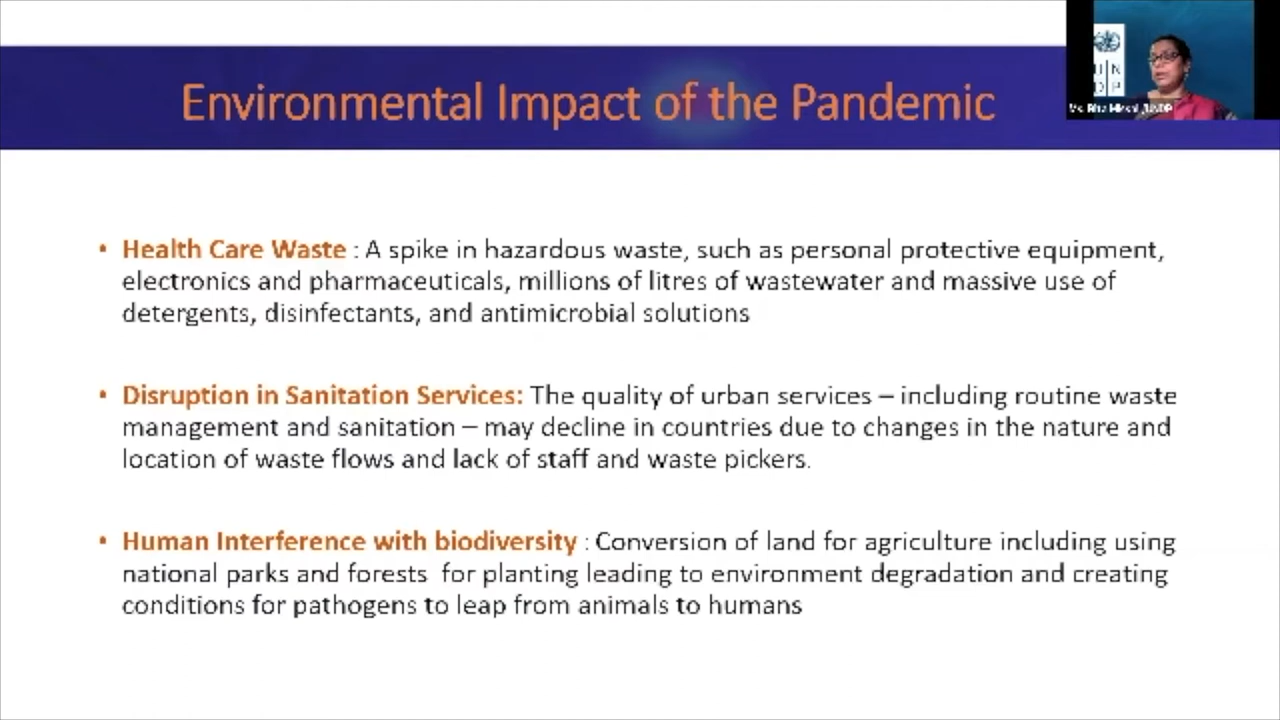 Environmental Impact of the Pandemic
UN
DP
• Health Care Waste : A spike in hazardous waste, such as personal protective equipment,
electronics and pharmaceuticals, millions of litres of wastewater and massive use of
detergents, disinfectants, and antimicrobial solutions
• Disruption in Sanitation Services: The quality of urban services – including routine waste
management and sanitation – may decline in countries due to changes in the nature and
location of waste flows and lack of staff and waste pickers.
• Human Interference with biodiversity : Conversion of land for agriculture including using
national parks and forests for planting leading to environment degradation and creating
conditions for pathogens to leap from animals to humans